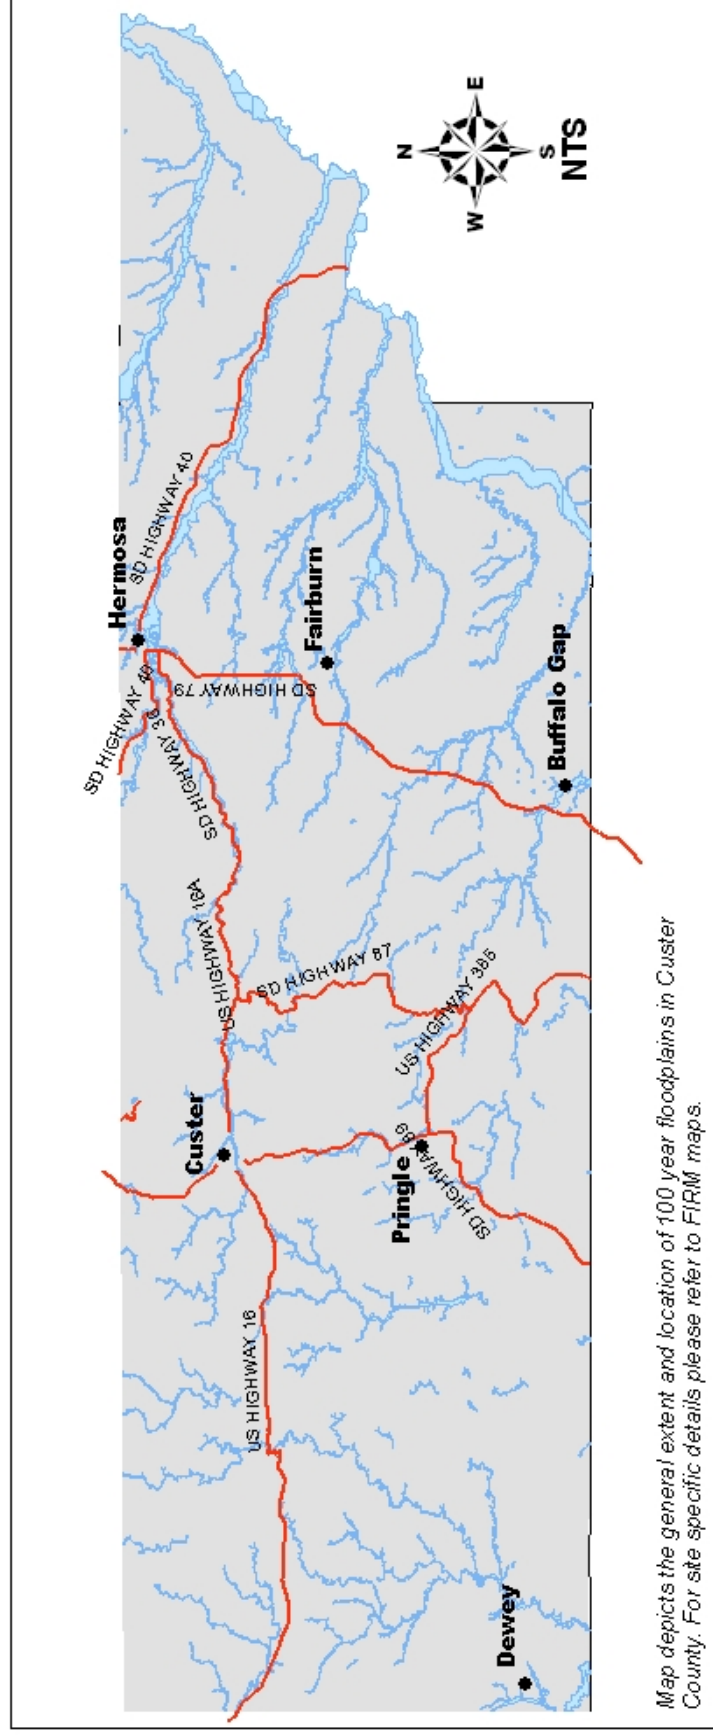 Hermosa
SD HIGHWAY 40
SD HIGHWAY 40
SD HIGHWAY 36
SD HIGHWAY 79
Fairburn
Buffalo Gap
US HIGHWAY 16A
SD HIGHWAY 87
US HIGHWAY 385
Custer
Pringle
SD HIGHWAY 89
US HIGHWAY 16
Dewey
N
W
E
S
NTS
Map depicts the general extent and location of 100 year floodplains in Custer
County. For site specific details please refer to FIRM maps.